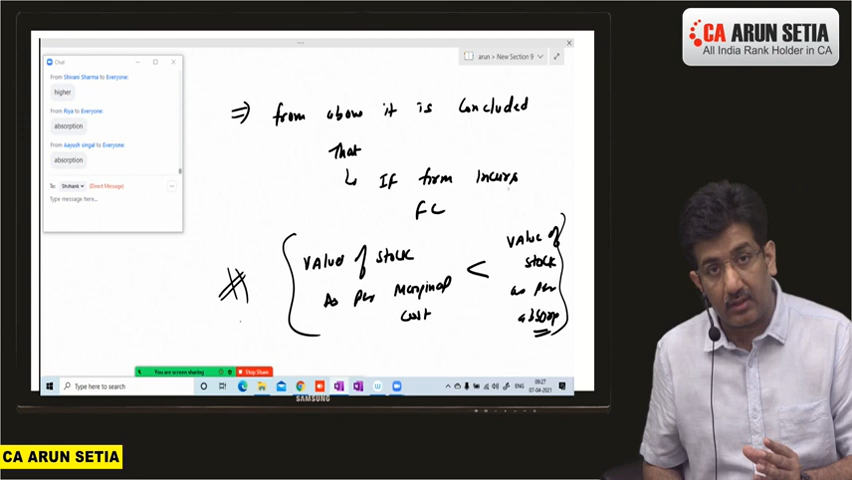 CA ARUN SETIA
All India Rank Holder in CA
arun > New Section 9
Chat
From Shivani Sharma to Everyone:
higher
From Riya to Everyone:
absorption
From Aayush singal to Everyone:
absorption
To: Shihank (Direct Message)
Type message here...
⇒ from above it is concluded
That
↳ If firm incurs
FC
Value of stock
As per Marginal
cost
<
value of
stock
as per
absorp
You are screen sharing
Stop Share
Type here to search
ENG
09:27
07-04-2021
SAMSUNG
CA ARUN SETIA